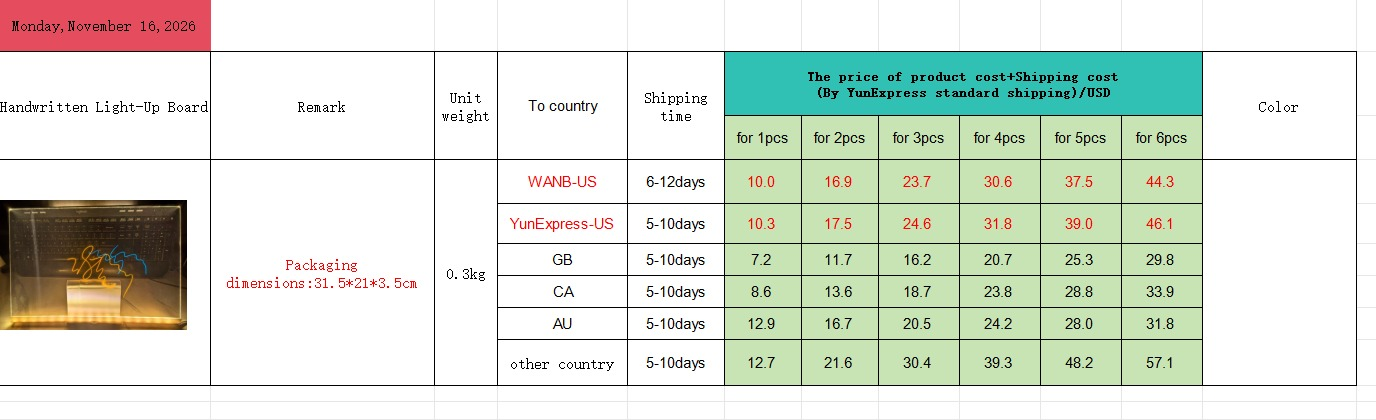 Monday,November 16,2026
Handwritten Light-Up Board
Remark
Unit
weight
To country
Shipping
time
The price of product cost+Shipping cost
(By YunExpress standard shipping)/USD
Color
for 1pcs for 2pcs for 3pcs for 4pcs for 5pcs for 6pcs
Packaging
dimensions:31.5*21*3.5cm
0.3kg
WANB-US 6-12days 10.0 16.9 23.7 30.6 37.5 44.3
YunExpress-US 5-10days 10.3 17.5 24.6 31.8 39.0 46.1
GB 5-10days 7.2 11.7 16.2 20.7 25.3 29.8
CA 5-10days 8.6 13.6 18.7 23.8 28.8 33.9
AU 5-10days 12.9 16.7 20.5 24.2 28.0 31.8
other country 5-10days 12.7 21.6 30.4 39.3 48.2 57.1